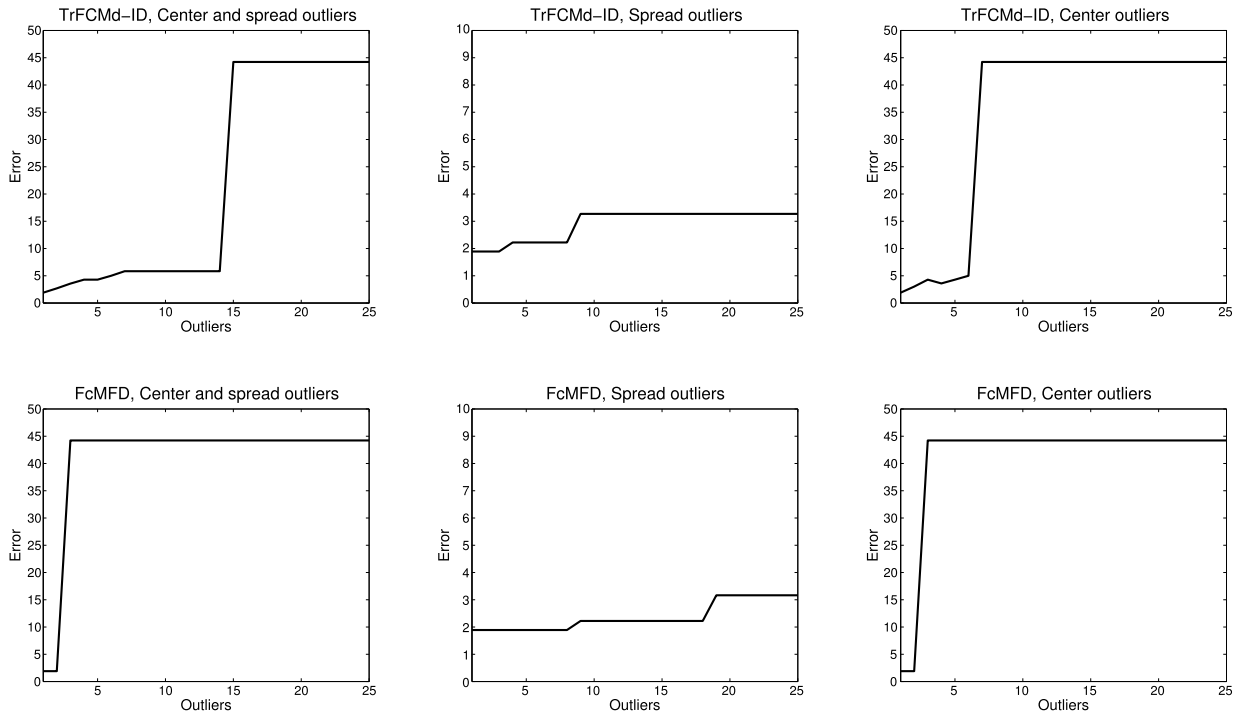 TrFCMd−ID, Center and spread outliers
50
45
40
35
30
25
20
15
10
5
0
Error
5 10 15 20 25
Outliers
TrFCMd−ID, Spread outliers
10
9
8
7
6
5
4
3
2
1
0
Error
5 10 15 20 25
Outliers
TrFCMd−ID, Center outliers
50
45
40
35
30
25
20
15
10
5
0
Error
5 10 15 20 25
Outliers
FcMFD, Center and spread outliers
50
45
40
35
30
25
20
15
10
5
0
Error
5 10 15 20 25
Outliers
FcMFD, Spread outliers
10
9
8
7
6
5
4
3
2
1
0
Error
5 10 15 20 25
Outliers
FcMFD, Center outliers
50
45
40
35
30
25
20
15
10
5
0
Error
5 10 15 20 25
Outliers